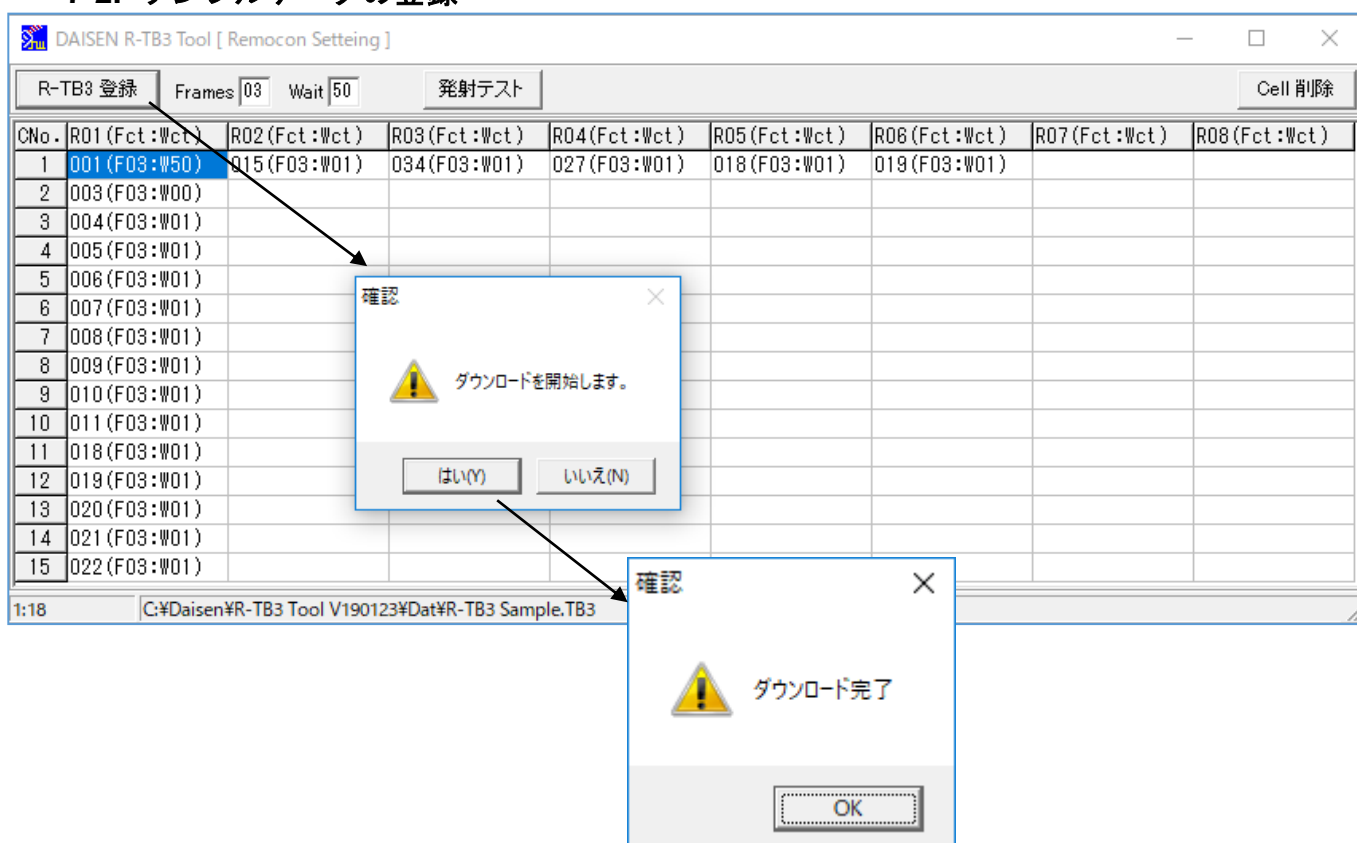 DAISEN R-TB3 Tool [ Remocon Setteing ]
R-TB3 登録 Frames 03 Wait 50 発射テスト Cell 削除
CNo. R01(Fct:Wct) R02(Fct:Wct) R03(Fct:Wct) R04(Fct:Wct) R05(Fct:Wct) R06(Fct:Wct) R07(Fct:Wct) R08(Fct:Wct)
1 001(F03:W50) 015(F03:W01) 034(F03:W01) 027(F03:W01) 018(F03:W01) 019(F03:W01)
2 003(F03:W00)
3 004(F03:W01)
4 005(F03:W01)
5 006(F03:W01)
6 007(F03:W01)
7 008(F03:W01)
8 009(F03:W01)
9 010(F03:W01)
10 011(F03:W01)
11 018(F03:W01)
12 019(F03:W01)
13 020(F03:W01)
14 021(F03:W01)
15 022(F03:W01)
確認
ダウンロードを開始します。
はい(Y) いいえ(N)
1:18 C:¥Daisen¥R-TB3 Tool V190123¥Dat¥R-TB3 Sample.TB3
確認
ダウンロード完了
OK